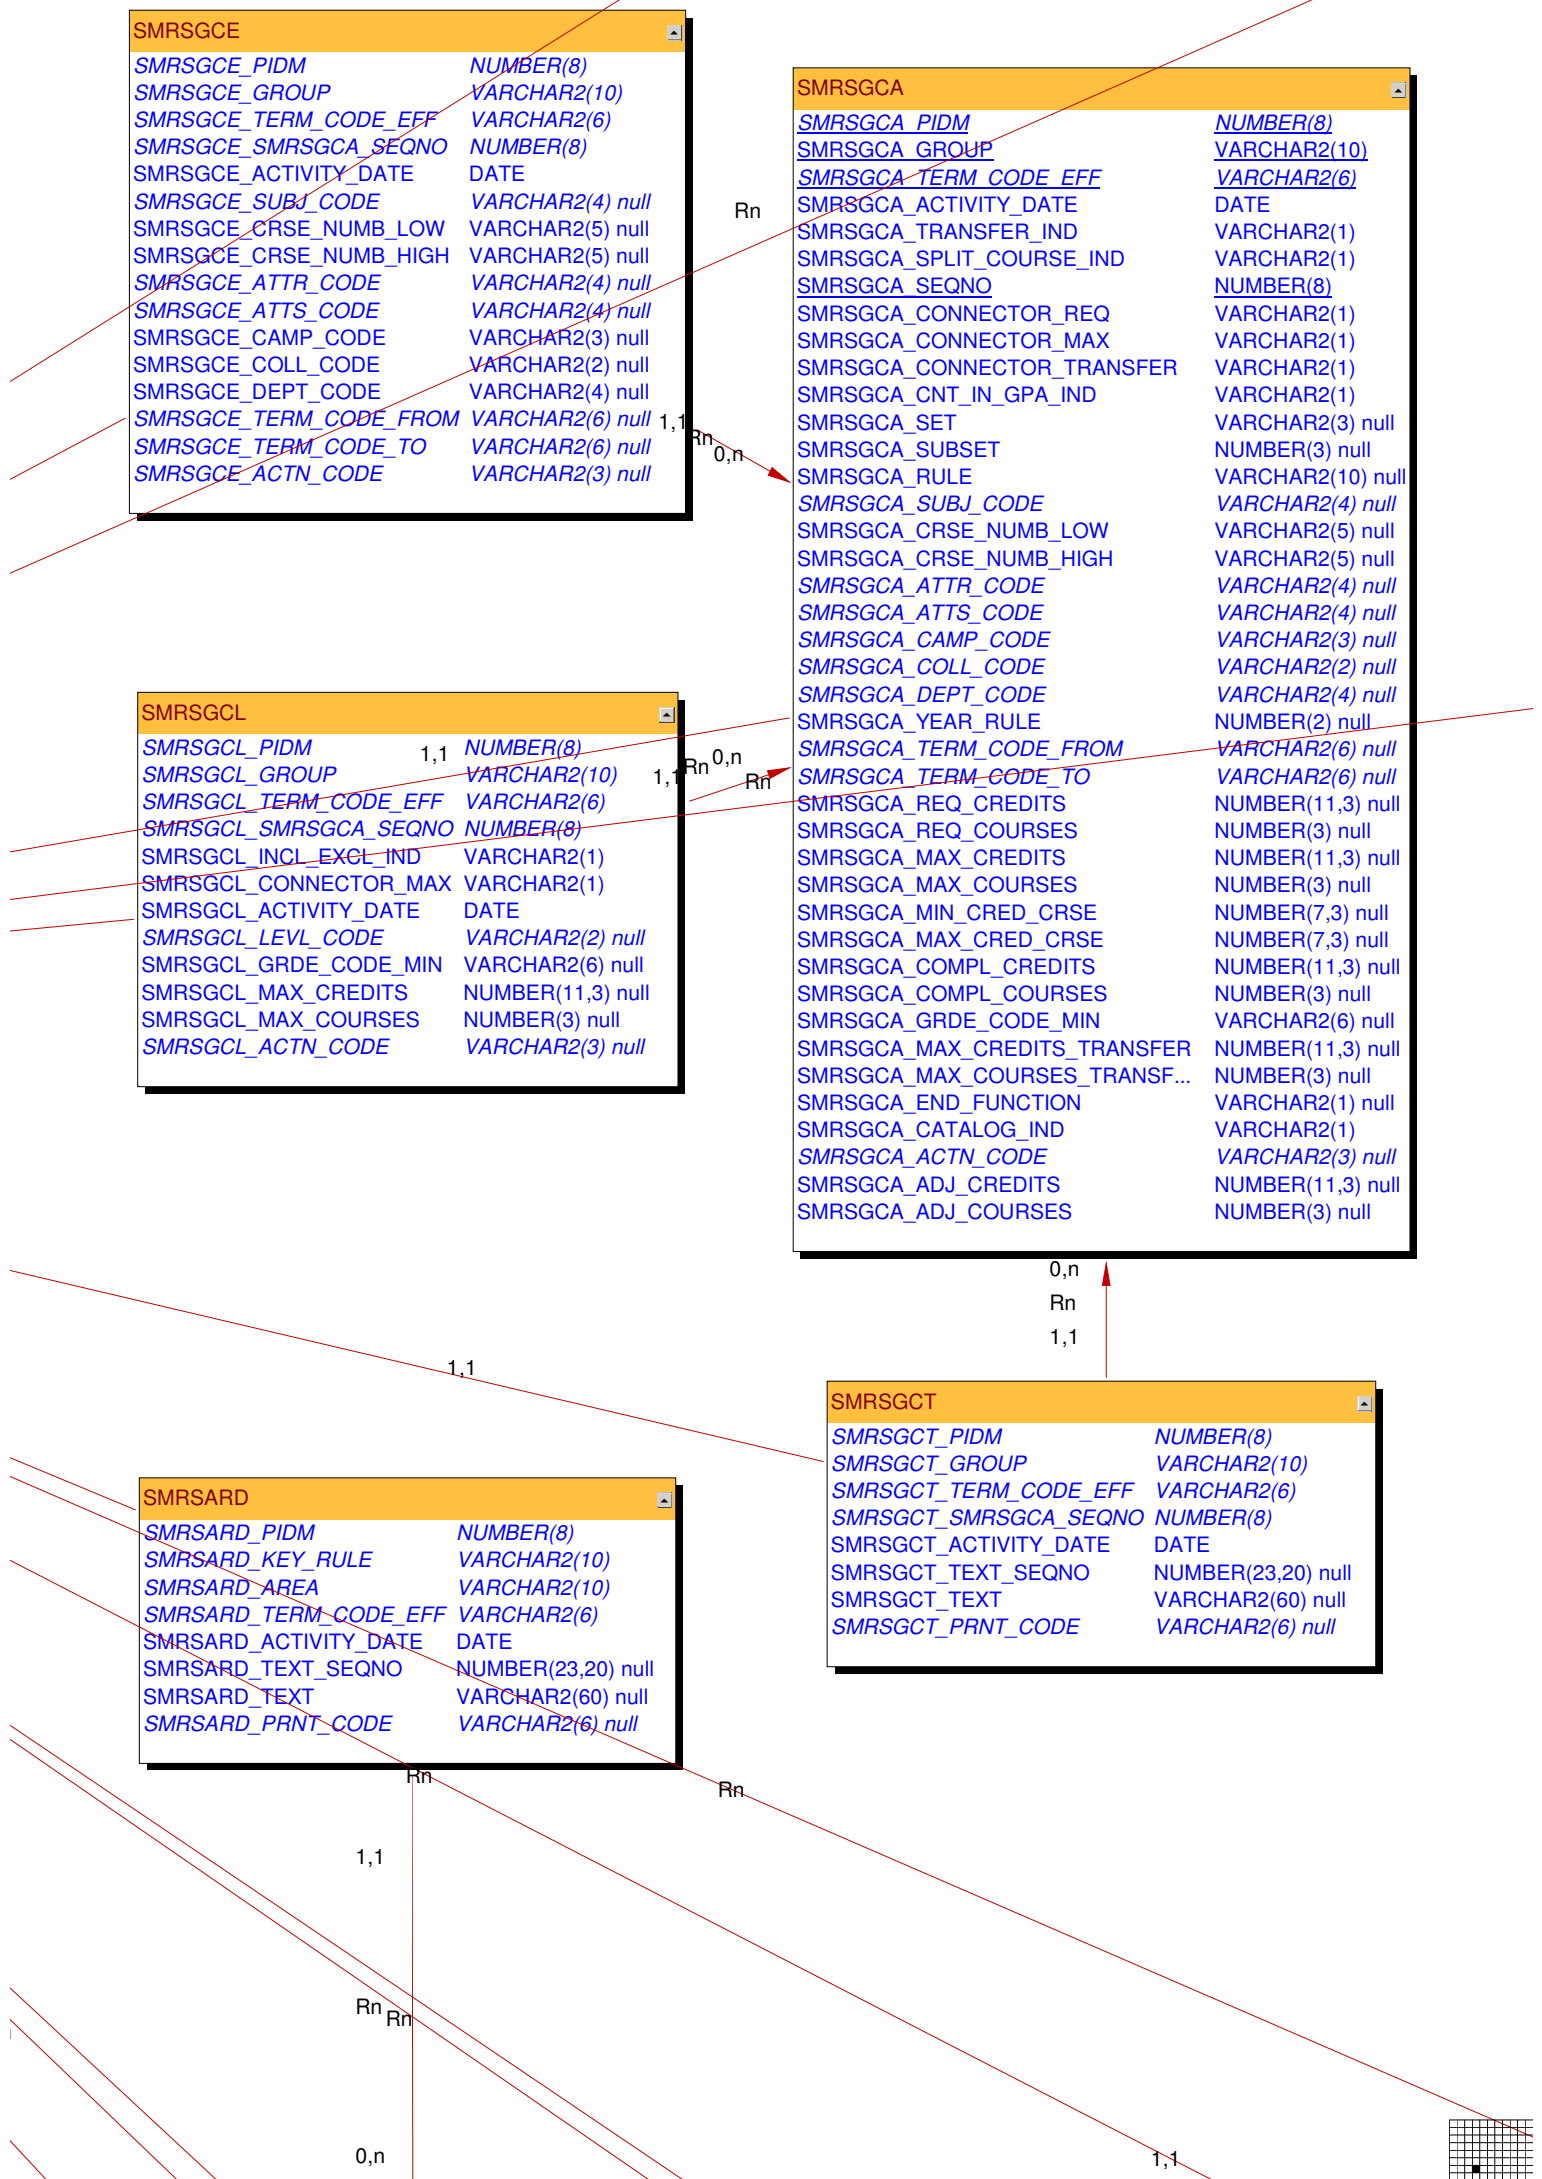 SMRSGCE
SMRSGCE_PIDM NUMBER(8)
SMRSGCE_GROUP VARCHAR2(10)
SMRSGCE_TERM_CODE_EFF VARCHAR2(6)
SMRSGCE_SMRSGCA_SEQNO NUMBER(8)
SMRSGCE_ACTIVITY_DATE DATE
SMRSGCE_SUBJ_CODE VARCHAR2(4) null
SMRSGCE_CRSE_NUMB_LOW VARCHAR2(5) null
SMRSGCE_CRSE_NUMB_HIGH VARCHAR2(5) null
SMRSGCE_ATTR_CODE VARCHAR2(4) null
SMRSGCE_ATTS_CODE VARCHAR2(4) null
SMRSGCE_CAMP_CODE VARCHAR2(3) null
SMRSGCE_COLL_CODE VARCHAR2(2) null
SMRSGCE_DEPT_CODE VARCHAR2(4) null
SMRSGCE_TERM_CODE_FROM VARCHAR2(6) null
SMRSGCE_TERM_CODE_TO VARCHAR2(6) null
SMRSGCE_ACTN_CODE VARCHAR2(3) null
Rn
1,1
Rn
0,n
SMRSGCA
SMRSGCA_PIDM NUMBER(8)
SMRSGCA_GROUP VARCHAR2(10)
SMRSGCA_TERM_CODE_EFF VARCHAR2(6)
SMRSGCA_ACTIVITY_DATE DATE
SMRSGCA_TRANSFER_IND VARCHAR2(1)
SMRSGCA_SPLIT_COURSE_IND VARCHAR2(1)
SMRSGCA_SEQNO NUMBER(8)
SMRSGCA_CONNECTOR_REQ VARCHAR2(1)
SMRSGCA_CONNECTOR_MAX VARCHAR2(1)
SMRSGCA_CONNECTOR_TRANSFER VARCHAR2(1)
SMRSGCA_CNT_IN_GPA_IND VARCHAR2(1)
SMRSGCA_SET VARCHAR2(3) null
SMRSGCA_SUBSET NUMBER(3) null
SMRSGCA_RULE VARCHAR2(10) null
SMRSGCA_SUBJ_CODE VARCHAR2(4) null
SMRSGCA_CRSE_NUMB_LOW VARCHAR2(5) null
SMRSGCA_CRSE_NUMB_HIGH VARCHAR2(5) null
SMRSGCA_ATTR_CODE VARCHAR2(4) null
SMRSGCA_ATTS_CODE VARCHAR2(4) null
SMRSGCA_CAMP_CODE VARCHAR2(3) null
SMRSGCA_COLL_CODE VARCHAR2(2) null
SMRSGCA_DEPT_CODE VARCHAR2(4) null
SMRSGCA_YEAR_RULE NUMBER(2) null
SMRSGCA_TERM_CODE_FROM VARCHAR2(6) null
SMRSGCA_TERM_CODE_TO VARCHAR2(6) null
SMRSGCA_REQ_CREDITS NUMBER(11,3) null
SMRSGCA_REQ_COURSES NUMBER(3) null
SMRSGCA_MAX_CREDITS NUMBER(11,3) null
SMRSGCA_MAX_COURSES NUMBER(3) null
SMRSGCA_MIN_CRED_CRSE NUMBER(7,3) null
SMRSGCA_MAX_CRED_CRSE NUMBER(7,3) null
SMRSGCA_COMPL_CREDITS NUMBER(11,3) null
SMRSGCA_COMPL_COURSES NUMBER(3) null
SMRSGCA_GRDE_CODE_MIN VARCHAR2(6) null
SMRSGCA_MAX_CREDITS_TRANSFER NUMBER(11,3) null
SMRSGCA_MAX_COURSES_TRANSF... NUMBER(3) null
SMRSGCA_END_FUNCTION VARCHAR2(1) null
SMRSGCA_CATALOG_IND VARCHAR2(1)
SMRSGCA_ACTN_CODE VARCHAR2(3) null
SMRSGCA_ADJ_CREDITS NUMBER(11,3) null
SMRSGCA_ADJ_COURSES NUMBER(3) null
SMRSGCL
SMRSGCL_PIDM NUMBER(8)
SMRSGCL_GROUP VARCHAR2(10)
SMRSGCL_TERM_CODE_EFF VARCHAR2(6)
SMRSGCL_SMRSGCA_SEQNO NUMBER(8)
SMRSGCL_INCL_EXCL_IND VARCHAR2(1)
SMRSGCL_CONNECTOR_MAX VARCHAR2(1)
SMRSGCL_ACTIVITY_DATE DATE
SMRSGCL_LEVL_CODE VARCHAR2(2) null
SMRSGCL_GRDE_CODE_MIN VARCHAR2(6) null
SMRSGCL_MAX_CREDITS NUMBER(11,3) null
SMRSGCL_MAX_COURSES NUMBER(3) null
SMRSGCL_ACTN_CODE VARCHAR2(3) null
1,1
1,1
Rn
0,n
Rn
0,n
Rn
1,1
1,1
SMRSGCT
SMRSGCT_PIDM NUMBER(8)
SMRSGCT_GROUP VARCHAR2(10)
SMRSGCT_TERM_CODE_EFF VARCHAR2(6)
SMRSGCT_SMRSGCA_SEQNO NUMBER(8)
SMRSGCT_ACTIVITY_DATE DATE
SMRSGCT_TEXT_SEQNO NUMBER(23,20) null
SMRSGCT_TEXT VARCHAR2(60) null
SMRSGCT_PRNT_CODE VARCHAR2(6) null
SMRSARD
SMRSARD_PIDM NUMBER(8)
SMRSARD_KEY_RULE VARCHAR2(10)
SMRSARD_AREA VARCHAR2(10)
SMRSARD_TERM_CODE_EFF VARCHAR2(6)
SMRSARD_ACTIVITY_DATE DATE
SMRSARD_TEXT_SEQNO NUMBER(23,20) null
SMRSARD_TEXT VARCHAR2(60) null
SMRSARD_PRNT_CODE VARCHAR2(6) null
Rn
Rn
1,1
Rn
Rn
0,n
1,1